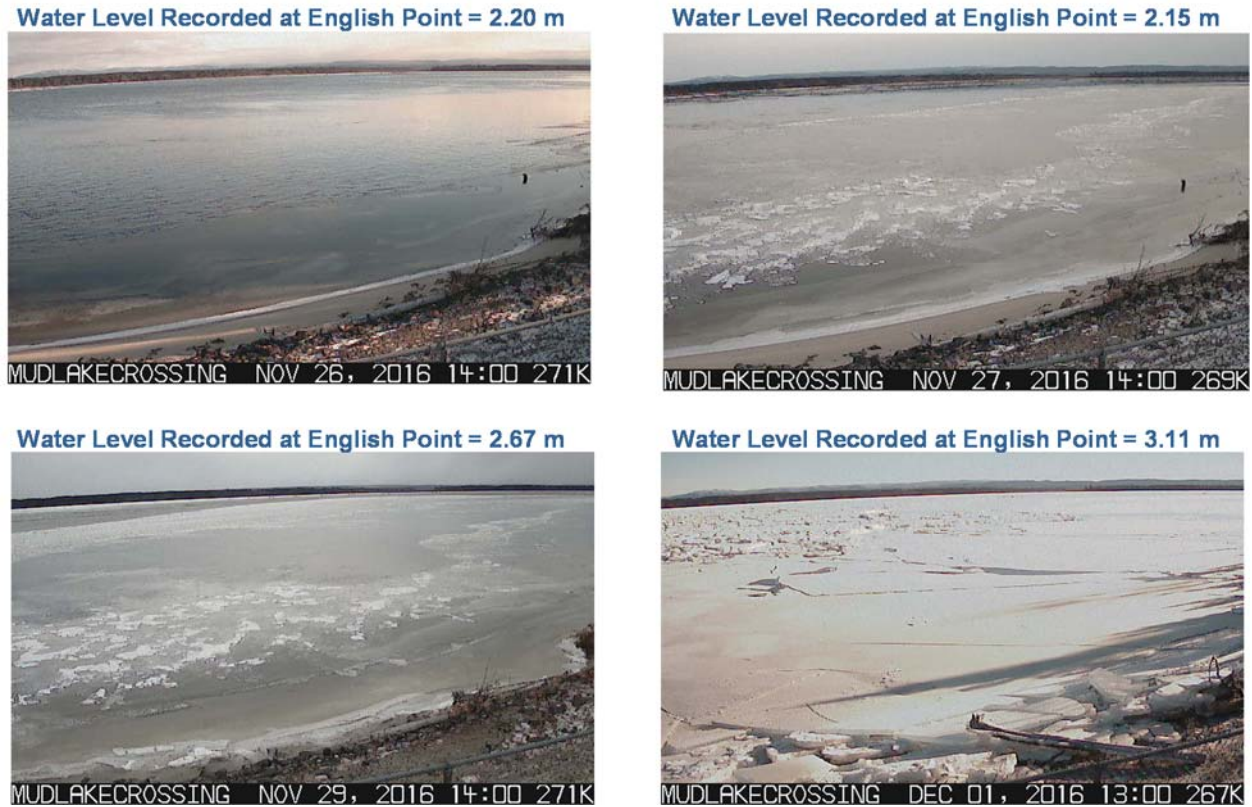 Water Level Recorded at English Point = 2.20 m
Water Level Recorded at English Point = 2.15 m
MUDLAKECROSSING NOV 26, 2016 14:00 271K
MUDLAKECROSSING NOV 27, 2016 14:00 269K
Water Level Recorded at English Point = 2.67 m
Water Level Recorded at English Point = 3.11 m
MUDLAKECROSSING NOV 29, 2016 14:00 271K
MUDLAKECROSSING DEC 01, 2016 13:00 267K